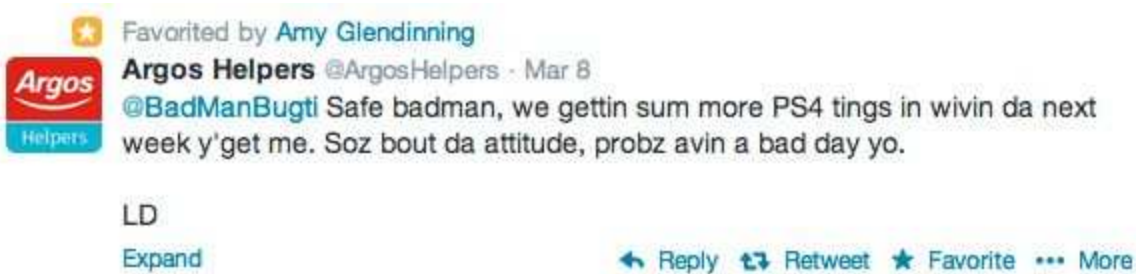 Favorited by Amy Glendinning
Argos Helpers @ArgosHelpers · Mar 8
Argos
Helpers
@BadManBugti Safe badman, we gettin sum more PS4 tings in wivin da next
week y'get me. Soz bout da attitude, probz avin a bad day yo.
LD
Expand Reply Retweet Favorite ••• More